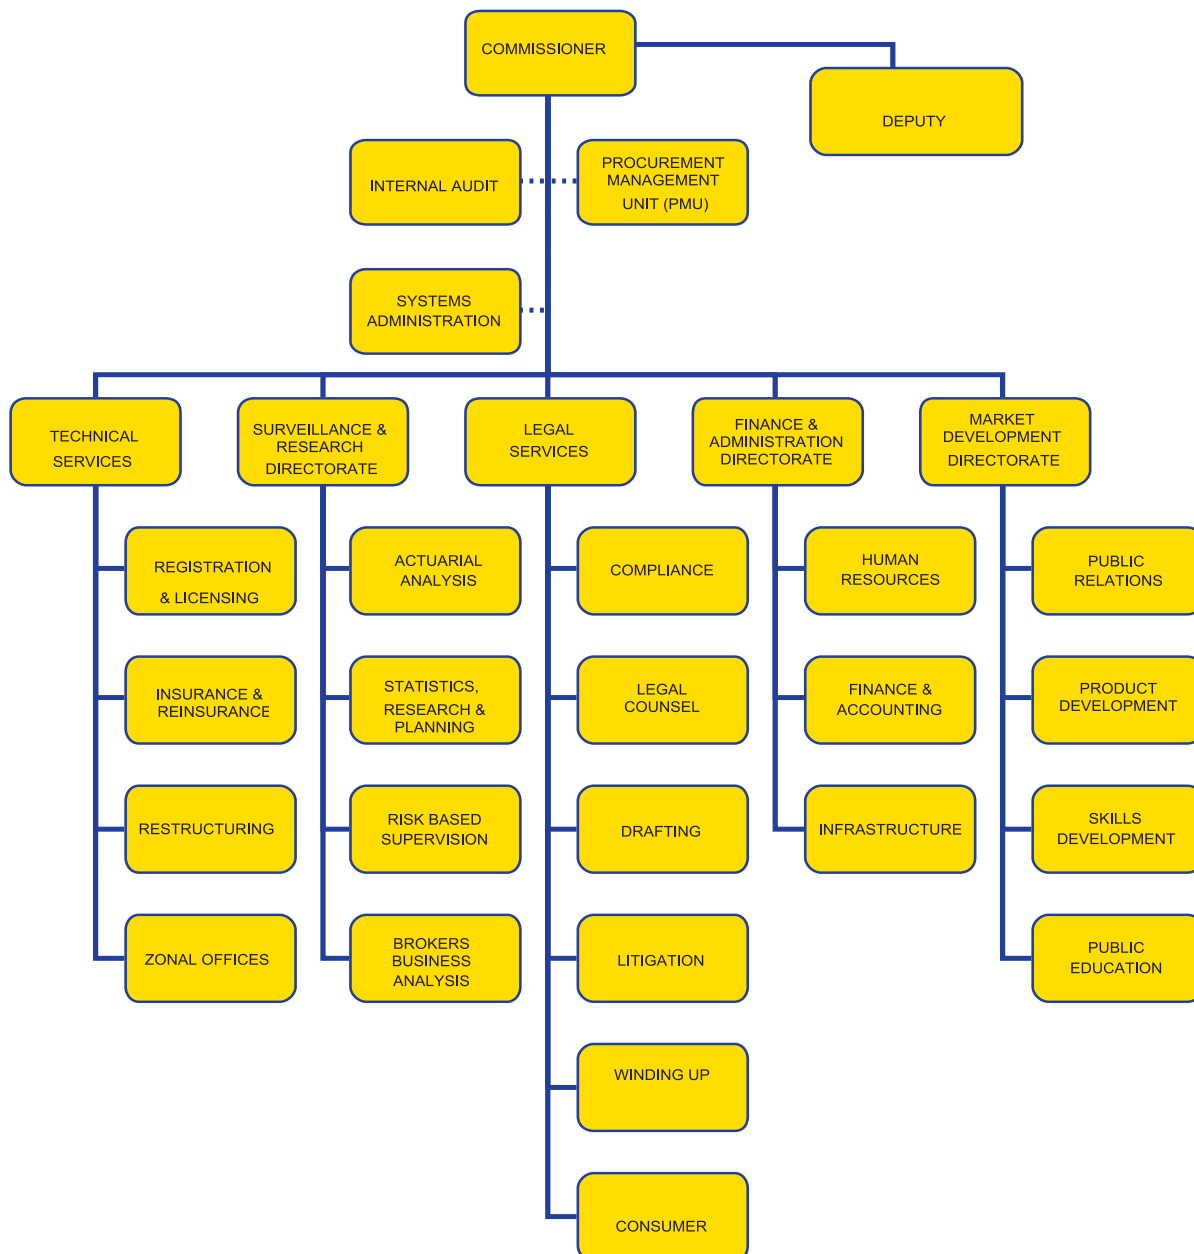 COMMISSIONER
DEPUTY
INTERNAL AUDIT
PROCUREMENT
MANAGEMENT
UNIT (PMU)
SYSTEMS
ADMINISTRATION
TECHNICAL
SERVICES
SURVEILLANCE &
RESEARCH
DIRECTORATE
LEGAL
SERVICES
FINANCE &
ADMINISTRATION
DIRECTORATE
MARKET
DEVELOPMENT
DIRECTORATE
REGISTRATION
& LICENSING
ACTUARIAL
ANALYSIS
COMPLIANCE
HUMAN
RESOURCES
PUBLIC
RELATIONS
INSURANCE &
REINSURANCE
STATISTICS,
RESEARCH &
PLANNING
LEGAL
COUNSEL
FINANCE &
ACCOUNTING
PRODUCT
DEVELOPMENT
RESTRUCTURING
RISK BASED
SUPERVISION
DRAFTING
INFRASTRUCTURE
SKILLS
DEVELOPMENT
ZONAL OFFICES
BROKERS
BUSINESS
ANALYSIS
LITIGATION
PUBLIC
EDUCATION
WINDING UP
CONSUMER